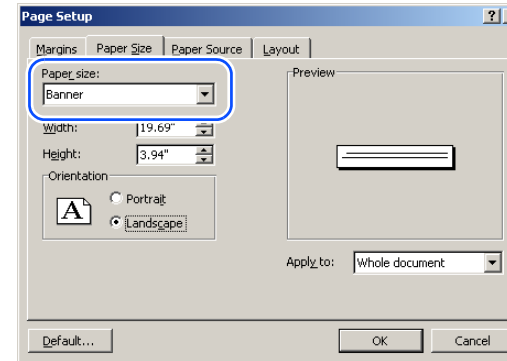 Page Setup ?
Margins Paper Size Paper Source Layout
Paper size:
Banner
Preview
Width: 19.69"
Height: 3.94"
Orientation
A Portrait
Landscape
Apply to: Whole document
Default... OK Cancel